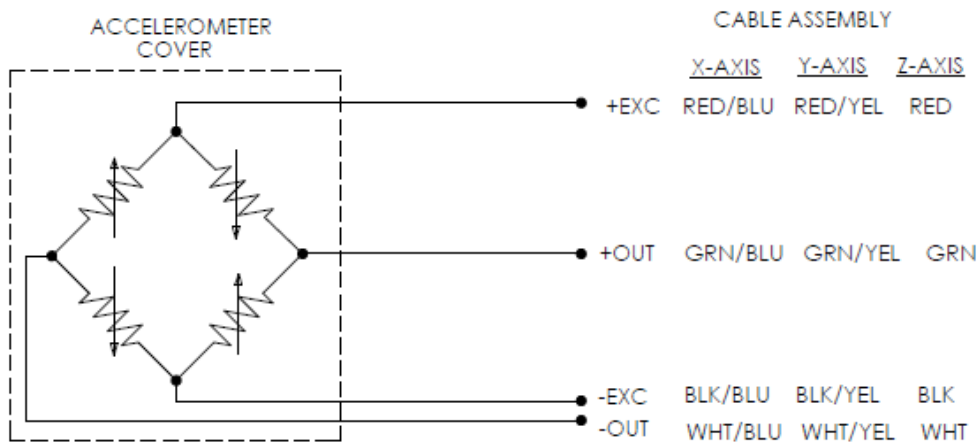 ACCELEROMETER
COVER
CABLE ASSEMBLY
X-AXIS Y-AXIS Z-AXIS
+EXC RED/BLU RED/YEL RED
+OUT GRN/BLU GRN/YEL GRN
-EXC BLK/BLU BLK/YEL BLK
-OUT WHT/BLU WHT/YEL WHT